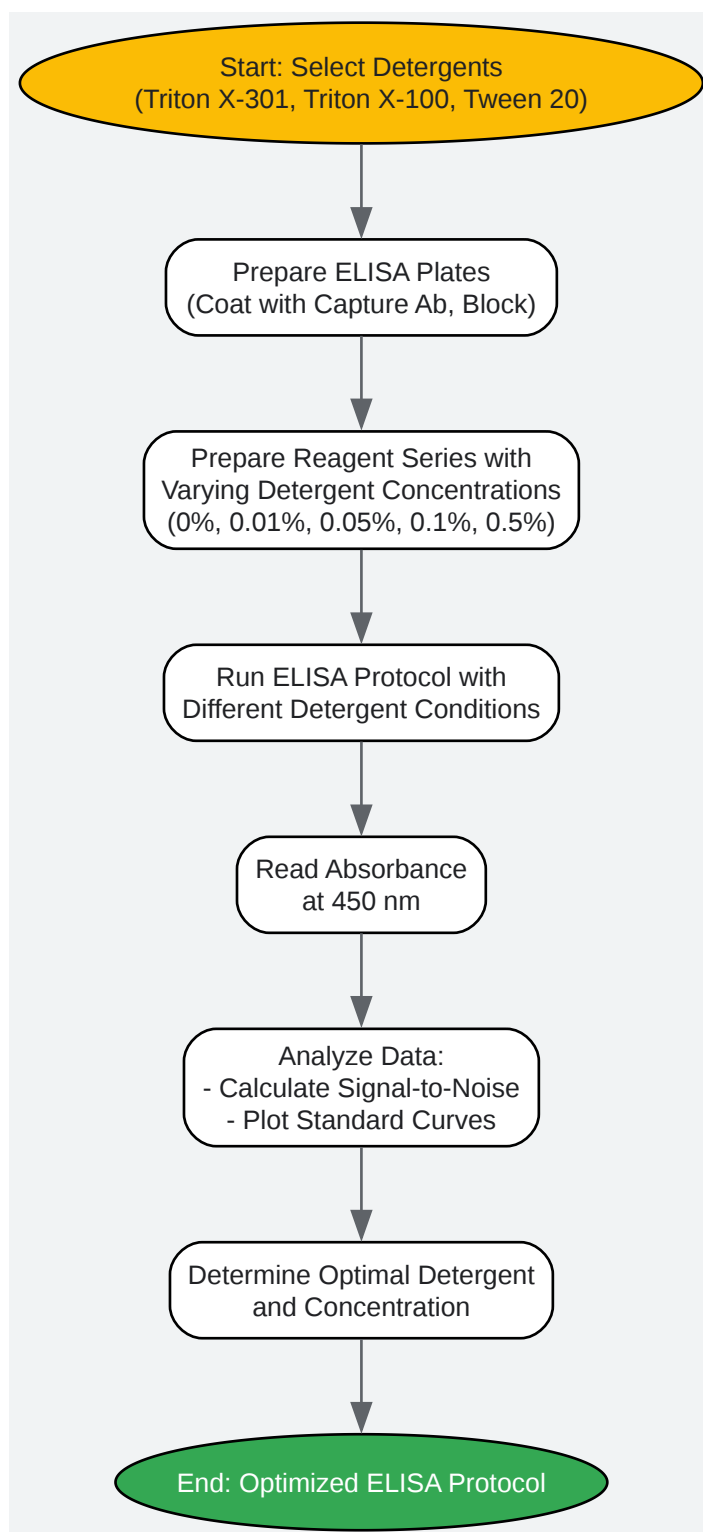 Start: Select Detergents
(Triton X-301, Triton X-100, Tween 20)
Prepare ELISA Plates
(Coat with Capture Ab, Block)
Prepare Reagent Series with
Varying Detergent Concentrations
(0%, 0.01%, 0.05%, 0.1%, 0.5%)
Run ELISA Protocol with
Different Detergent Conditions
Read Absorbance
at 450 nm
Analyze Data:
- Calculate Signal-to-Noise
- Plot Standard Curves
Determine Optimal Detergent
and Concentration
End: Optimized ELISA Protocol